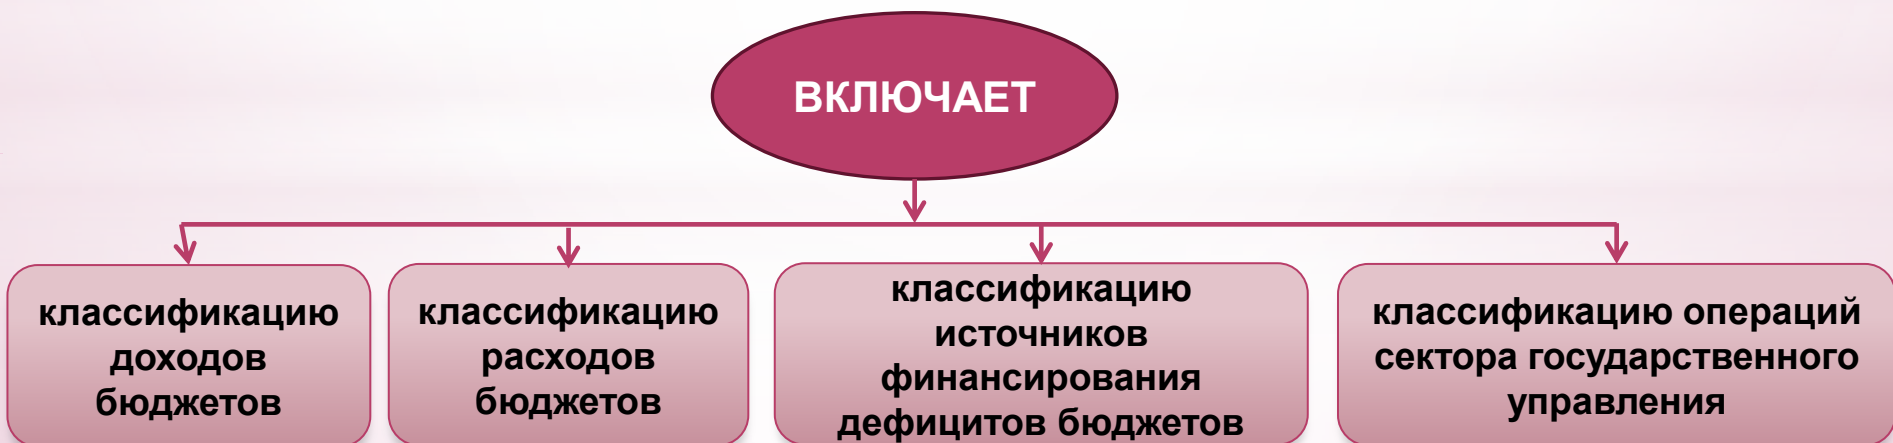 ВКЛЮЧАЕТ
классификацию
доходов
бюджетов
классификацию
расходов
бюджетов
классификацию
источников
финансирования
дефицитов бюджетов
классификацию операций
сектора государственного
управления